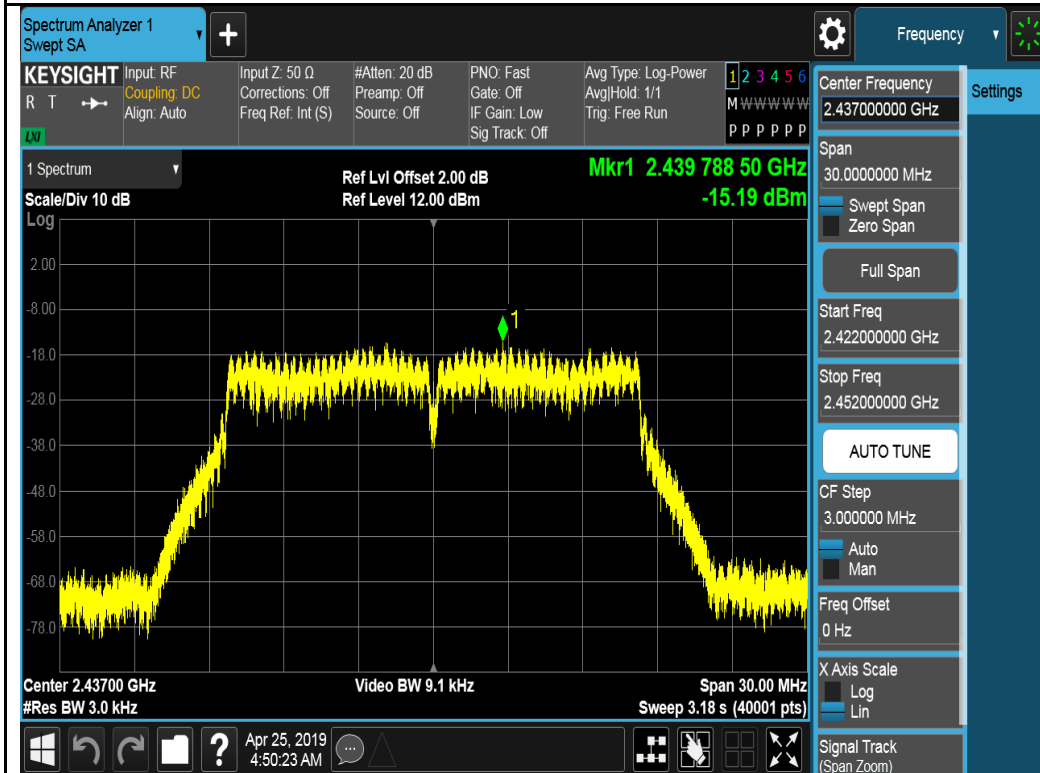 Spectrum Analyzer 1
Swept SA
+
Frequency
KEYSIGHT
R T
LXI
Input: RF
Coupling: DC
Align: Auto
Input Z: 50 Ω
Corrections: Off
Freq Ref: Int (S)
#Atten: 20 dB
Preamp: Off
Source: Off
PNO: Fast
Gate: Off
IF Gain: Low
Sig Track: Off
Avg Type: Log-Power
Avg|Hold: 1/1
Trig: Free Run
1 2 3 4 5 6
M W W W W W
P P P P P P
1 Spectrum
Scale/Div 10 dB
Log
Ref Lvl Offset 2.00 dB
Ref Level 12.00 dBm
Mkr1 2.439 788 50 GHz
-15.19 dBm
2.00
-8.00
-18.0
-28.0
-38.0
-48.0
-58.0
-68.0
-78.0
1
Center 2.43700 GHz
#Res BW 3.0 kHz
Video BW 9.1 kHz
Span 30.00 MHz
Sweep 3.18 s (40001 pts)
?
Apr 25, 2019
4:50:23 AM
Center Frequency
2.437000000 GHz
Span
30.0000000 MHz
Swept Span
Zero Span
Full Span
Start Freq
2.422000000 GHz
Stop Freq
2.452000000 GHz
AUTO TUNE
CF Step
3.000000 MHz
Auto
Man
Freq Offset
0 Hz
X Axis Scale
Log
Lin
Signal Track
(Span Zoom)
Settings